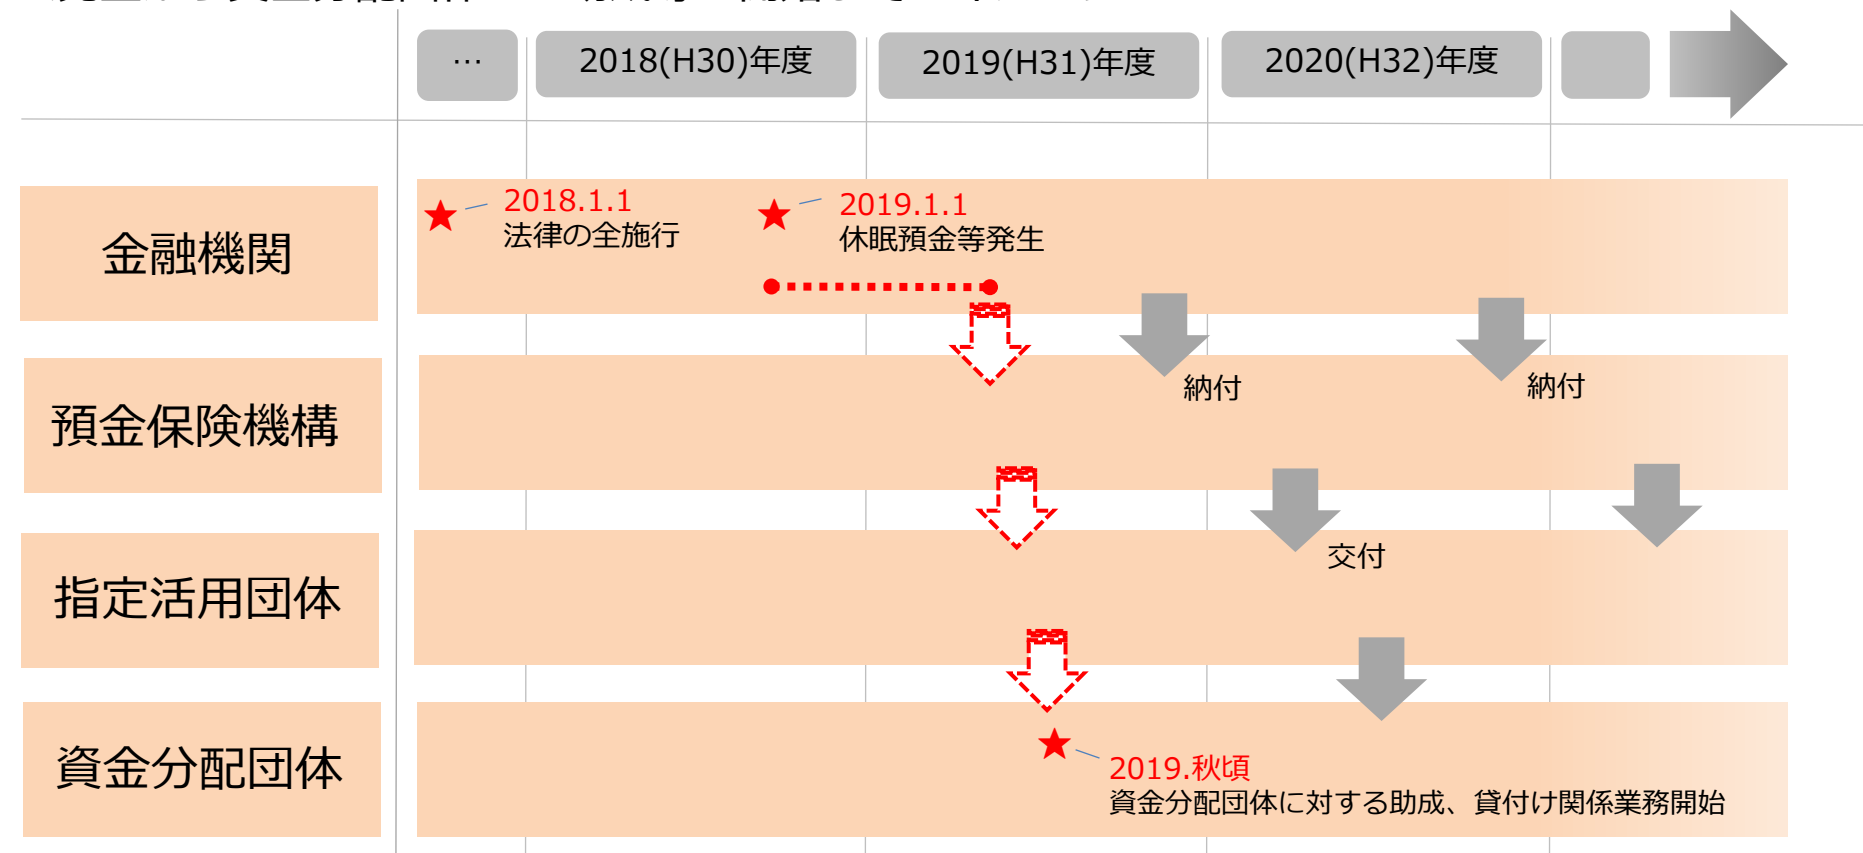 …
2018(H30)年度
2019(H31)年度
2020(H32)年度
金融機関
2018.1.1
法律の全施行
2019.1.1
休眠預金等発生
預金保険機構
納付
納付
指定活用団体
交付
資金分配団体
2019.秋頃
資金分配団体に対する助成、貸付け関係業務開始